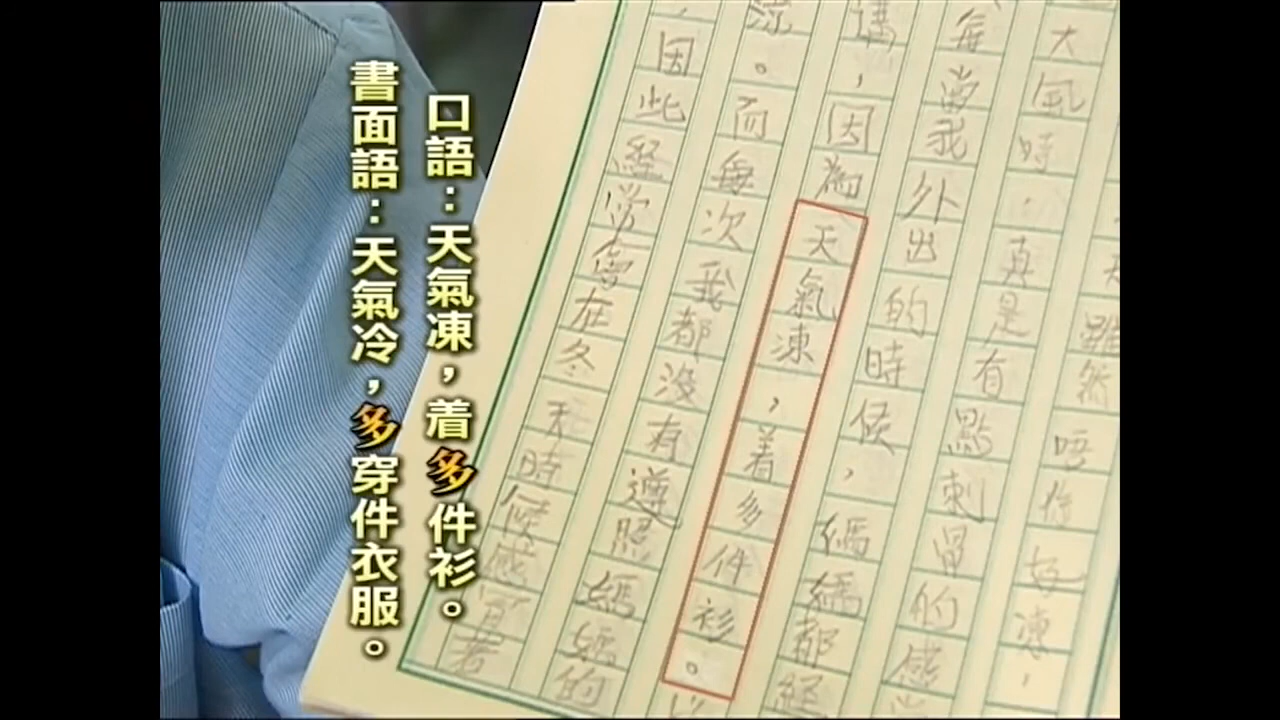 口語：天氣凍，着多件衫。
書面語：天氣冷，多穿件衣服。
大風時，真是有點刺骨的感
每當我外出的時候，媽媽都經
講，因為天氣凍，着多件衫。
流。而每次我都沒有遵照媽媽的
，因此經常會在冬天時候感冒着